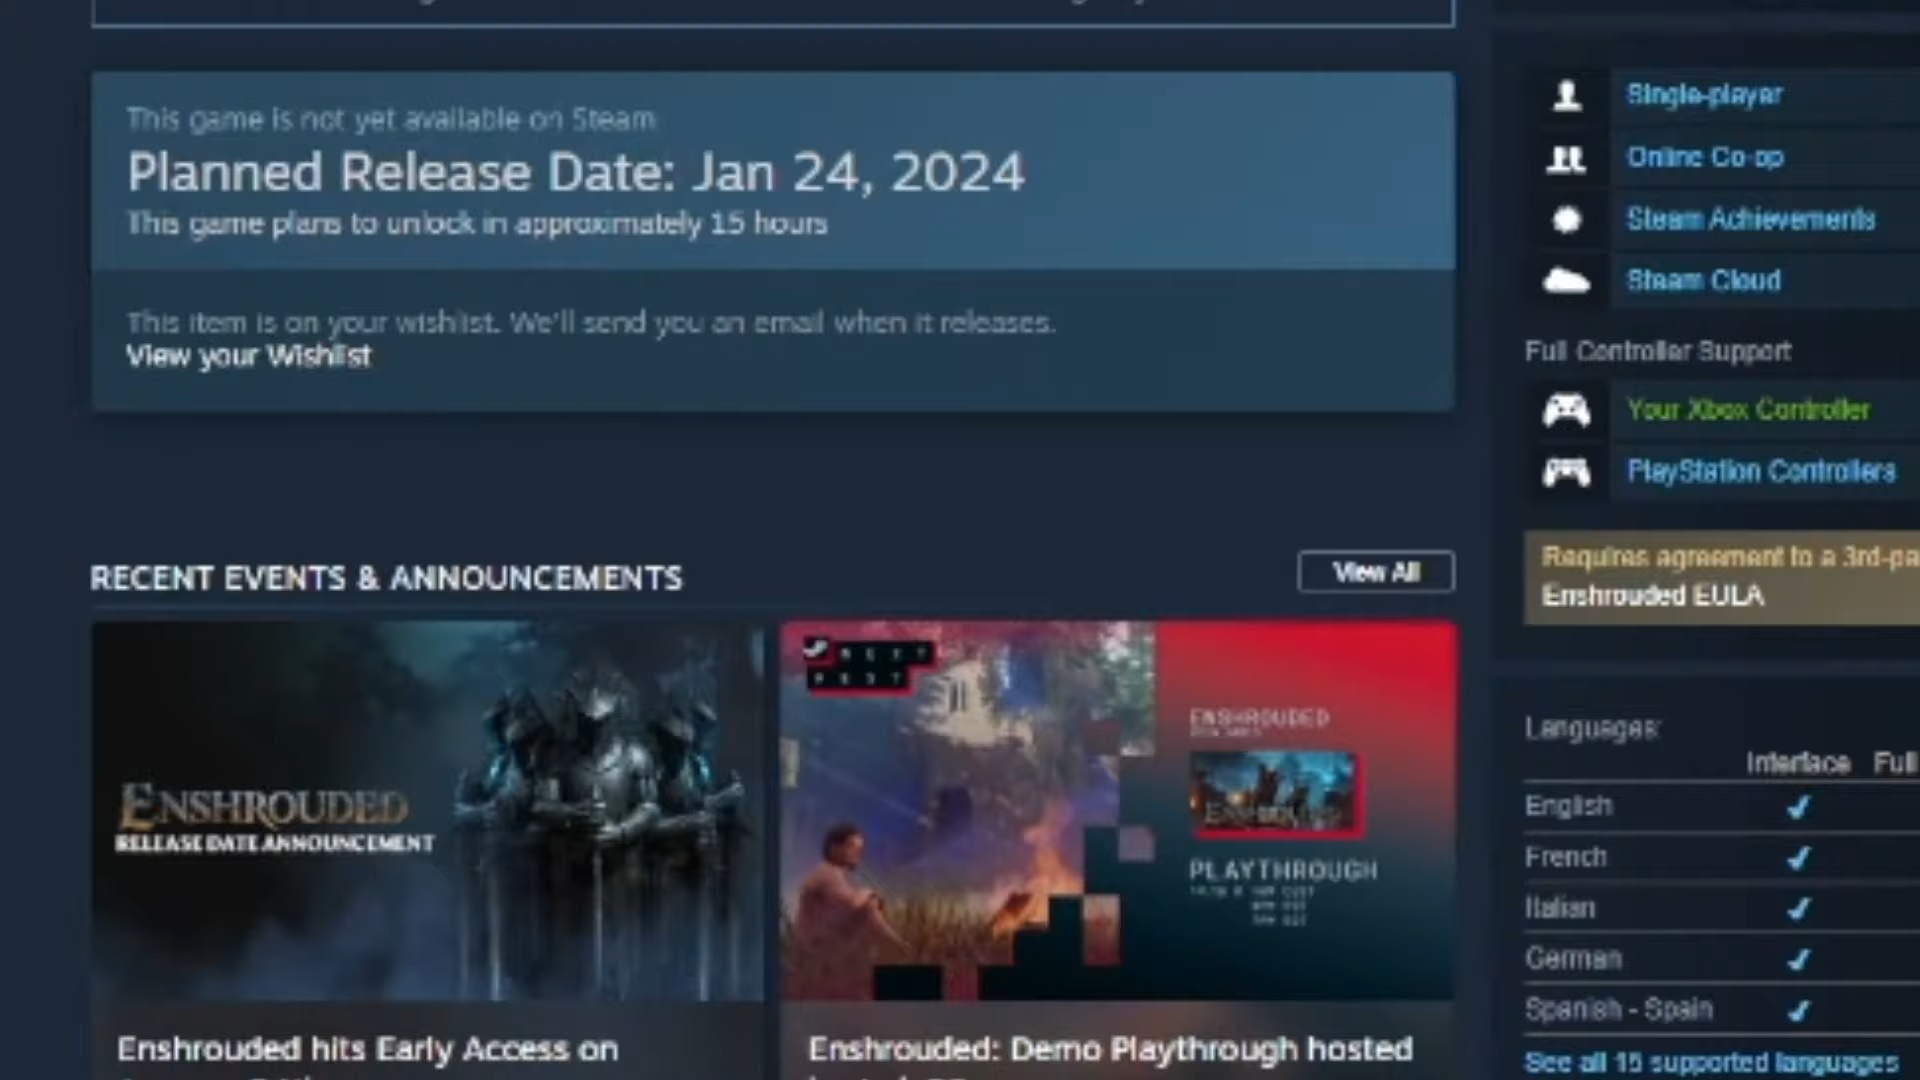 This game is not yet available on Steam
Planned Release Date: Jan 24, 2024
This game plans to unlock in approximately 15 hours
This item is on your wishlist. We'll send you an email when it releases.
View your Wishlist
RECENT EVENTS & ANNOUNCEMENTS
View All
ENSHROUDED
RELEASE DATE ANNOUNCEMENT
Enshrouded hits Early Access on
NEXT
FEST
ENSHROUDED
ENSHROUDED
PLAYTHROUGH
Enshrouded: Demo Playthrough hosted
Single-player
Online Co-op
Steam Achievements
Steam Cloud
Full Controller Support
Your Xbox Controller
PlayStation Controllers
Requires agreement to a 3rd-pa
Enshrouded EULA
Languages:
Interface Full
English
French
Italian
German
Spanish - Spain
See all 15 supported languages